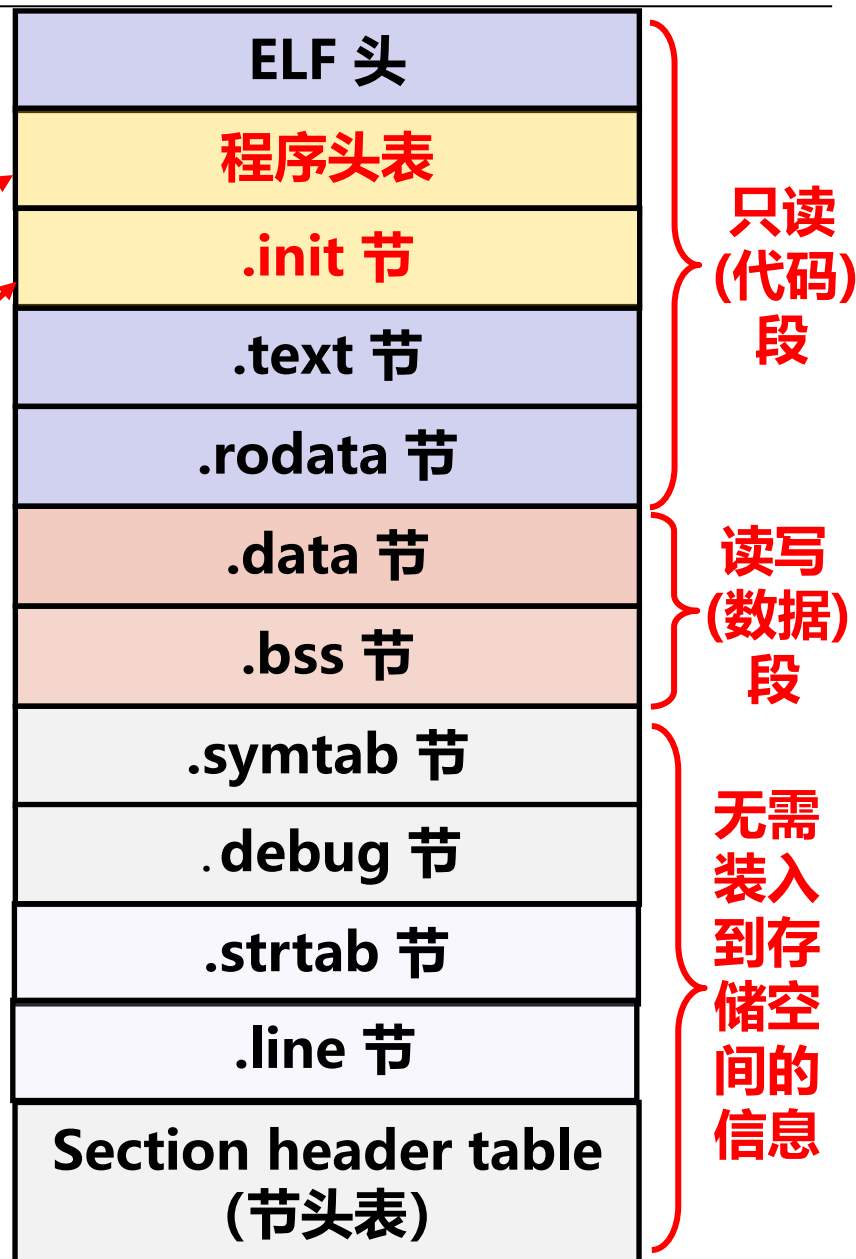 ELF 头
程序头表
.init 节
.text 节
.rodata 节
只读
(代码)
段
.data 节
.bss 节
读写
(数据)
段
.symtab 节
.debug 节
.strtab 节
.line 节
Section header table
(节头表)
无需
装入
到存
储空
间的
信息